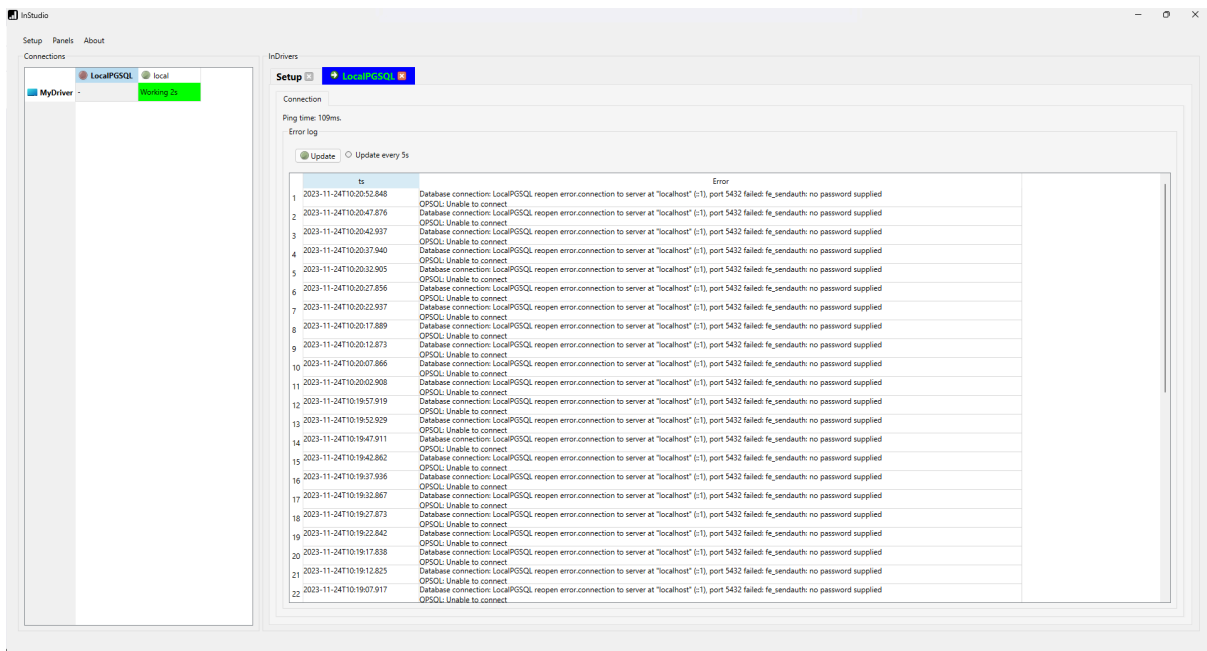 InStudio
Setup Panels About
Connections
LocalPGSQL local
MyDriver - Working 2s
InDrivers
Setup LocalPGSQL
Connection
Ping time: 109ms.
Error log
Update Update every 5s
ts Error
1 2023-11-24T10:20:52.848 Database connection: LocalPGSQL reopen error.connection to server at "localhost" (::1), port 5432 failed: fe_sendauth: no password supplied
QPSQL: Unable to connect
2 2023-11-24T10:20:47.876 Database connection: LocalPGSQL reopen error.connection to server at "localhost" (::1), port 5432 failed: fe_sendauth: no password supplied
QPSQL: Unable to connect
3 2023-11-24T10:20:42.937 Database connection: LocalPGSQL reopen error.connection to server at "localhost" (::1), port 5432 failed: fe_sendauth: no password supplied
QPSQL: Unable to connect
4 2023-11-24T10:20:37.940 Database connection: LocalPGSQL reopen error.connection to server at "localhost" (::1), port 5432 failed: fe_sendauth: no password supplied
QPSQL: Unable to connect
5 2023-11-24T10:20:32.905 Database connection: LocalPGSQL reopen error.connection to server at "localhost" (::1), port 5432 failed: fe_sendauth: no password supplied
QPSQL: Unable to connect
6 2023-11-24T10:20:27.856 Database connection: LocalPGSQL reopen error.connection to server at "localhost" (::1), port 5432 failed: fe_sendauth: no password supplied
QPSQL: Unable to connect
7 2023-11-24T10:20:22.937 Database connection: LocalPGSQL reopen error.connection to server at "localhost" (::1), port 5432 failed: fe_sendauth: no password supplied
QPSQL: Unable to connect
8 2023-11-24T10:20:17.889 Database connection: LocalPGSQL reopen error.connection to server at "localhost" (::1), port 5432 failed: fe_sendauth: no password supplied
QPSQL: Unable to connect
9 2023-11-24T10:20:12.873 Database connection: LocalPGSQL reopen error.connection to server at "localhost" (::1), port 5432 failed: fe_sendauth: no password supplied
QPSQL: Unable to connect
10 2023-11-24T10:20:07.866 Database connection: LocalPGSQL reopen error.connection to server at "localhost" (::1), port 5432 failed: fe_sendauth: no password supplied
QPSQL: Unable to connect
11 2023-11-24T10:20:02.908 Database connection: LocalPGSQL reopen error.connection to server at "localhost" (::1), port 5432 failed: fe_sendauth: no password supplied
QPSQL: Unable to connect
12 2023-11-24T10:19:57.919 Database connection: LocalPGSQL reopen error.connection to server at "localhost" (::1), port 5432 failed: fe_sendauth: no password supplied
QPSQL: Unable to connect
13 2023-11-24T10:19:52.929 Database connection: LocalPGSQL reopen error.connection to server at "localhost" (::1), port 5432 failed: fe_sendauth: no password supplied
QPSQL: Unable to connect
14 2023-11-24T10:19:47.911 Database connection: LocalPGSQL reopen error.connection to server at "localhost" (::1), port 5432 failed: fe_sendauth: no password supplied
QPSQL: Unable to connect
15 2023-11-24T10:19:42.862 Database connection: LocalPGSQL reopen error.connection to server at "localhost" (::1), port 5432 failed: fe_sendauth: no password supplied
QPSQL: Unable to connect
16 2023-11-24T10:19:37.936 Database connection: LocalPGSQL reopen error.connection to server at "localhost" (::1), port 5432 failed: fe_sendauth: no password supplied
QPSQL: Unable to connect
17 2023-11-24T10:19:32.867 Database connection: LocalPGSQL reopen error.connection to server at "localhost" (::1), port 5432 failed: fe_sendauth: no password supplied
QPSQL: Unable to connect
18 2023-11-24T10:19:27.873 Database connection: LocalPGSQL reopen error.connection to server at "localhost" (::1), port 5432 failed: fe_sendauth: no password supplied
QPSQL: Unable to connect
19 2023-11-24T10:19:22.842 Database connection: LocalPGSQL reopen error.connection to server at "localhost" (::1), port 5432 failed: fe_sendauth: no password supplied
QPSQL: Unable to connect
20 2023-11-24T10:19:17.838 Database connection: LocalPGSQL reopen error.connection to server at "localhost" (::1), port 5432 failed: fe_sendauth: no password supplied
QPSQL: Unable to connect
21 2023-11-24T10:19:12.825 Database connection: LocalPGSQL reopen error.connection to server at "localhost" (::1), port 5432 failed: fe_sendauth: no password supplied
QPSQL: Unable to connect
22 2023-11-24T10:19:07.917 Database connection: LocalPGSQL reopen error.connection to server at "localhost" (::1), port 5432 failed: fe_sendauth: no password supplied
QPSQL: Unable to connect